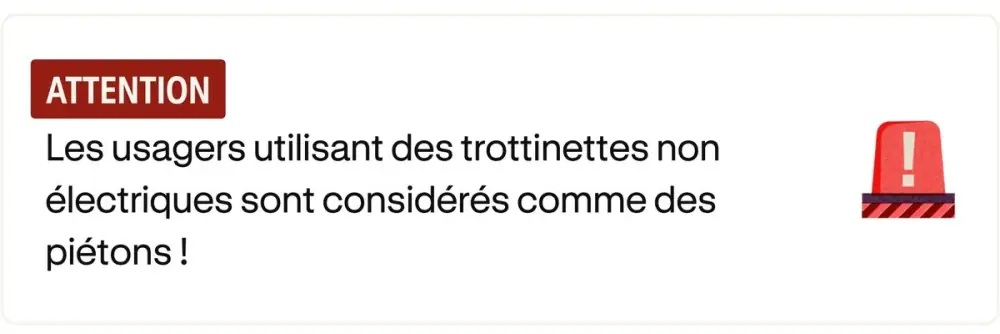 ATTENTION
Les usagers utilisant des trottinettes non
électriques sont considérés comme des
piétons !